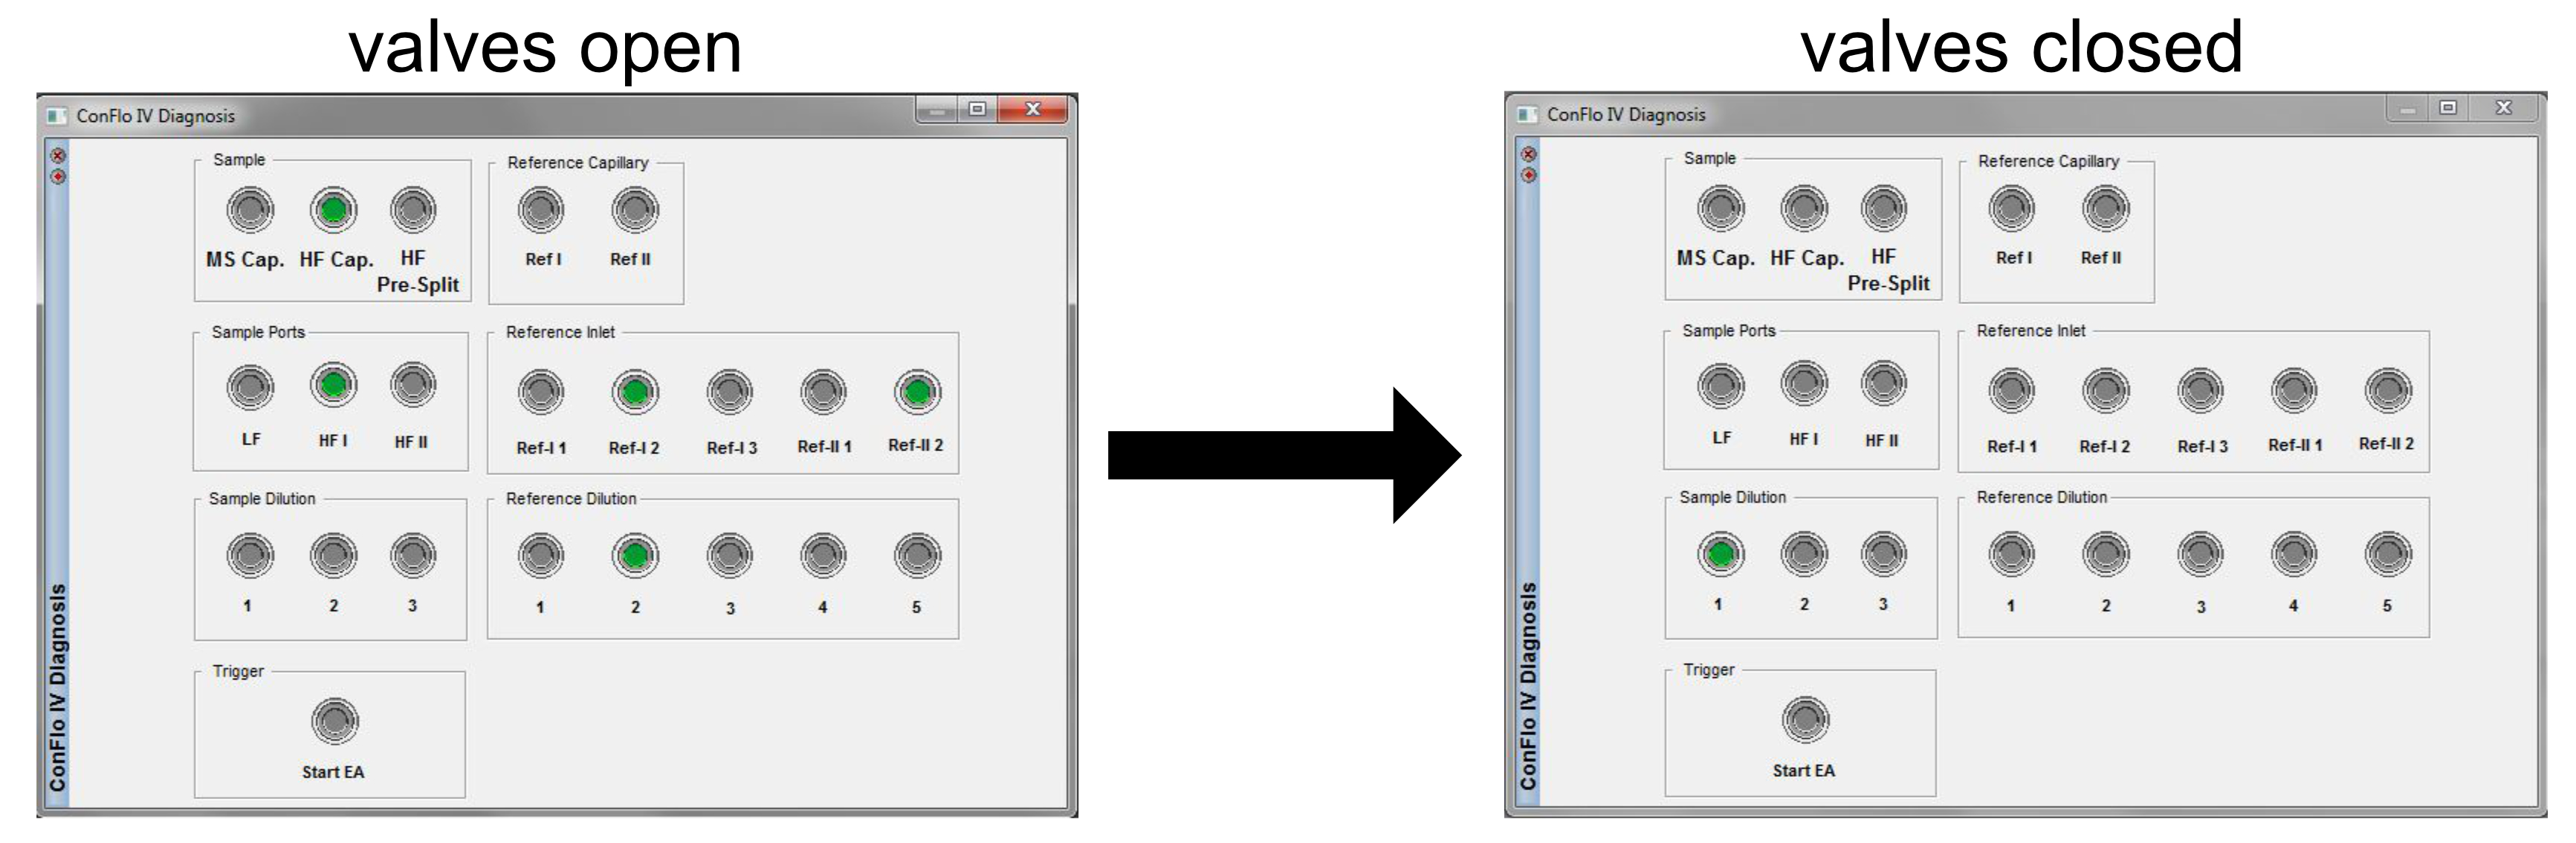 valves open
ConFlo IV Diagnosis
Sample
MS Cap. HF Cap. HF Pre-Split
Reference Capillary
Ref I Ref II
Sample Ports
LF HF I HF II
Reference Inlet
Ref-I 1 Ref-I 2 Ref-I 3 Ref-II 1 Ref-II 2
Sample Dilution
1 2 3
Reference Dilution
1 2 3 4 5
Trigger
Start EA
ConFlo IV Diagnosis
valves closed
ConFlo IV Diagnosis
Sample
MS Cap. HF Cap. HF Pre-Split
Reference Capillary
Ref I Ref II
Sample Ports
LF HF I HF II
Reference Inlet
Ref-I 1 Ref-I 2 Ref-I 3 Ref-II 1 Ref-II 2
Sample Dilution
1 2 3
Reference Dilution
1 2 3 4 5
Trigger
Start EA
ConFlo IV Diagnosis